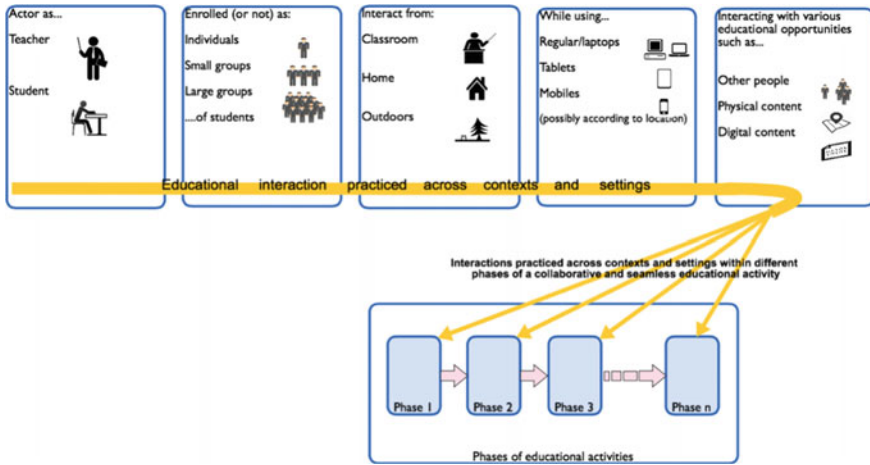 Actor as...
Teacher
Student
Enrolled (or not) as:
Individuals
Small groups
Large groups
....of students
Interact from:
Classroom
Home
Outdoors
While using...
Regular/laptops
Tablets
Mobiles
(possibly according to location)
Interacting with various
educational opportunities
such as...
Other people
Physical content
Digital content
Educational interaction practiced across contexts and settings
Interactions practiced across contexts and settings within different
phases of a collaborative and seamless educational activity
Phase 1
Phase 2
Phase 3
Phase n
Phases of educational activities